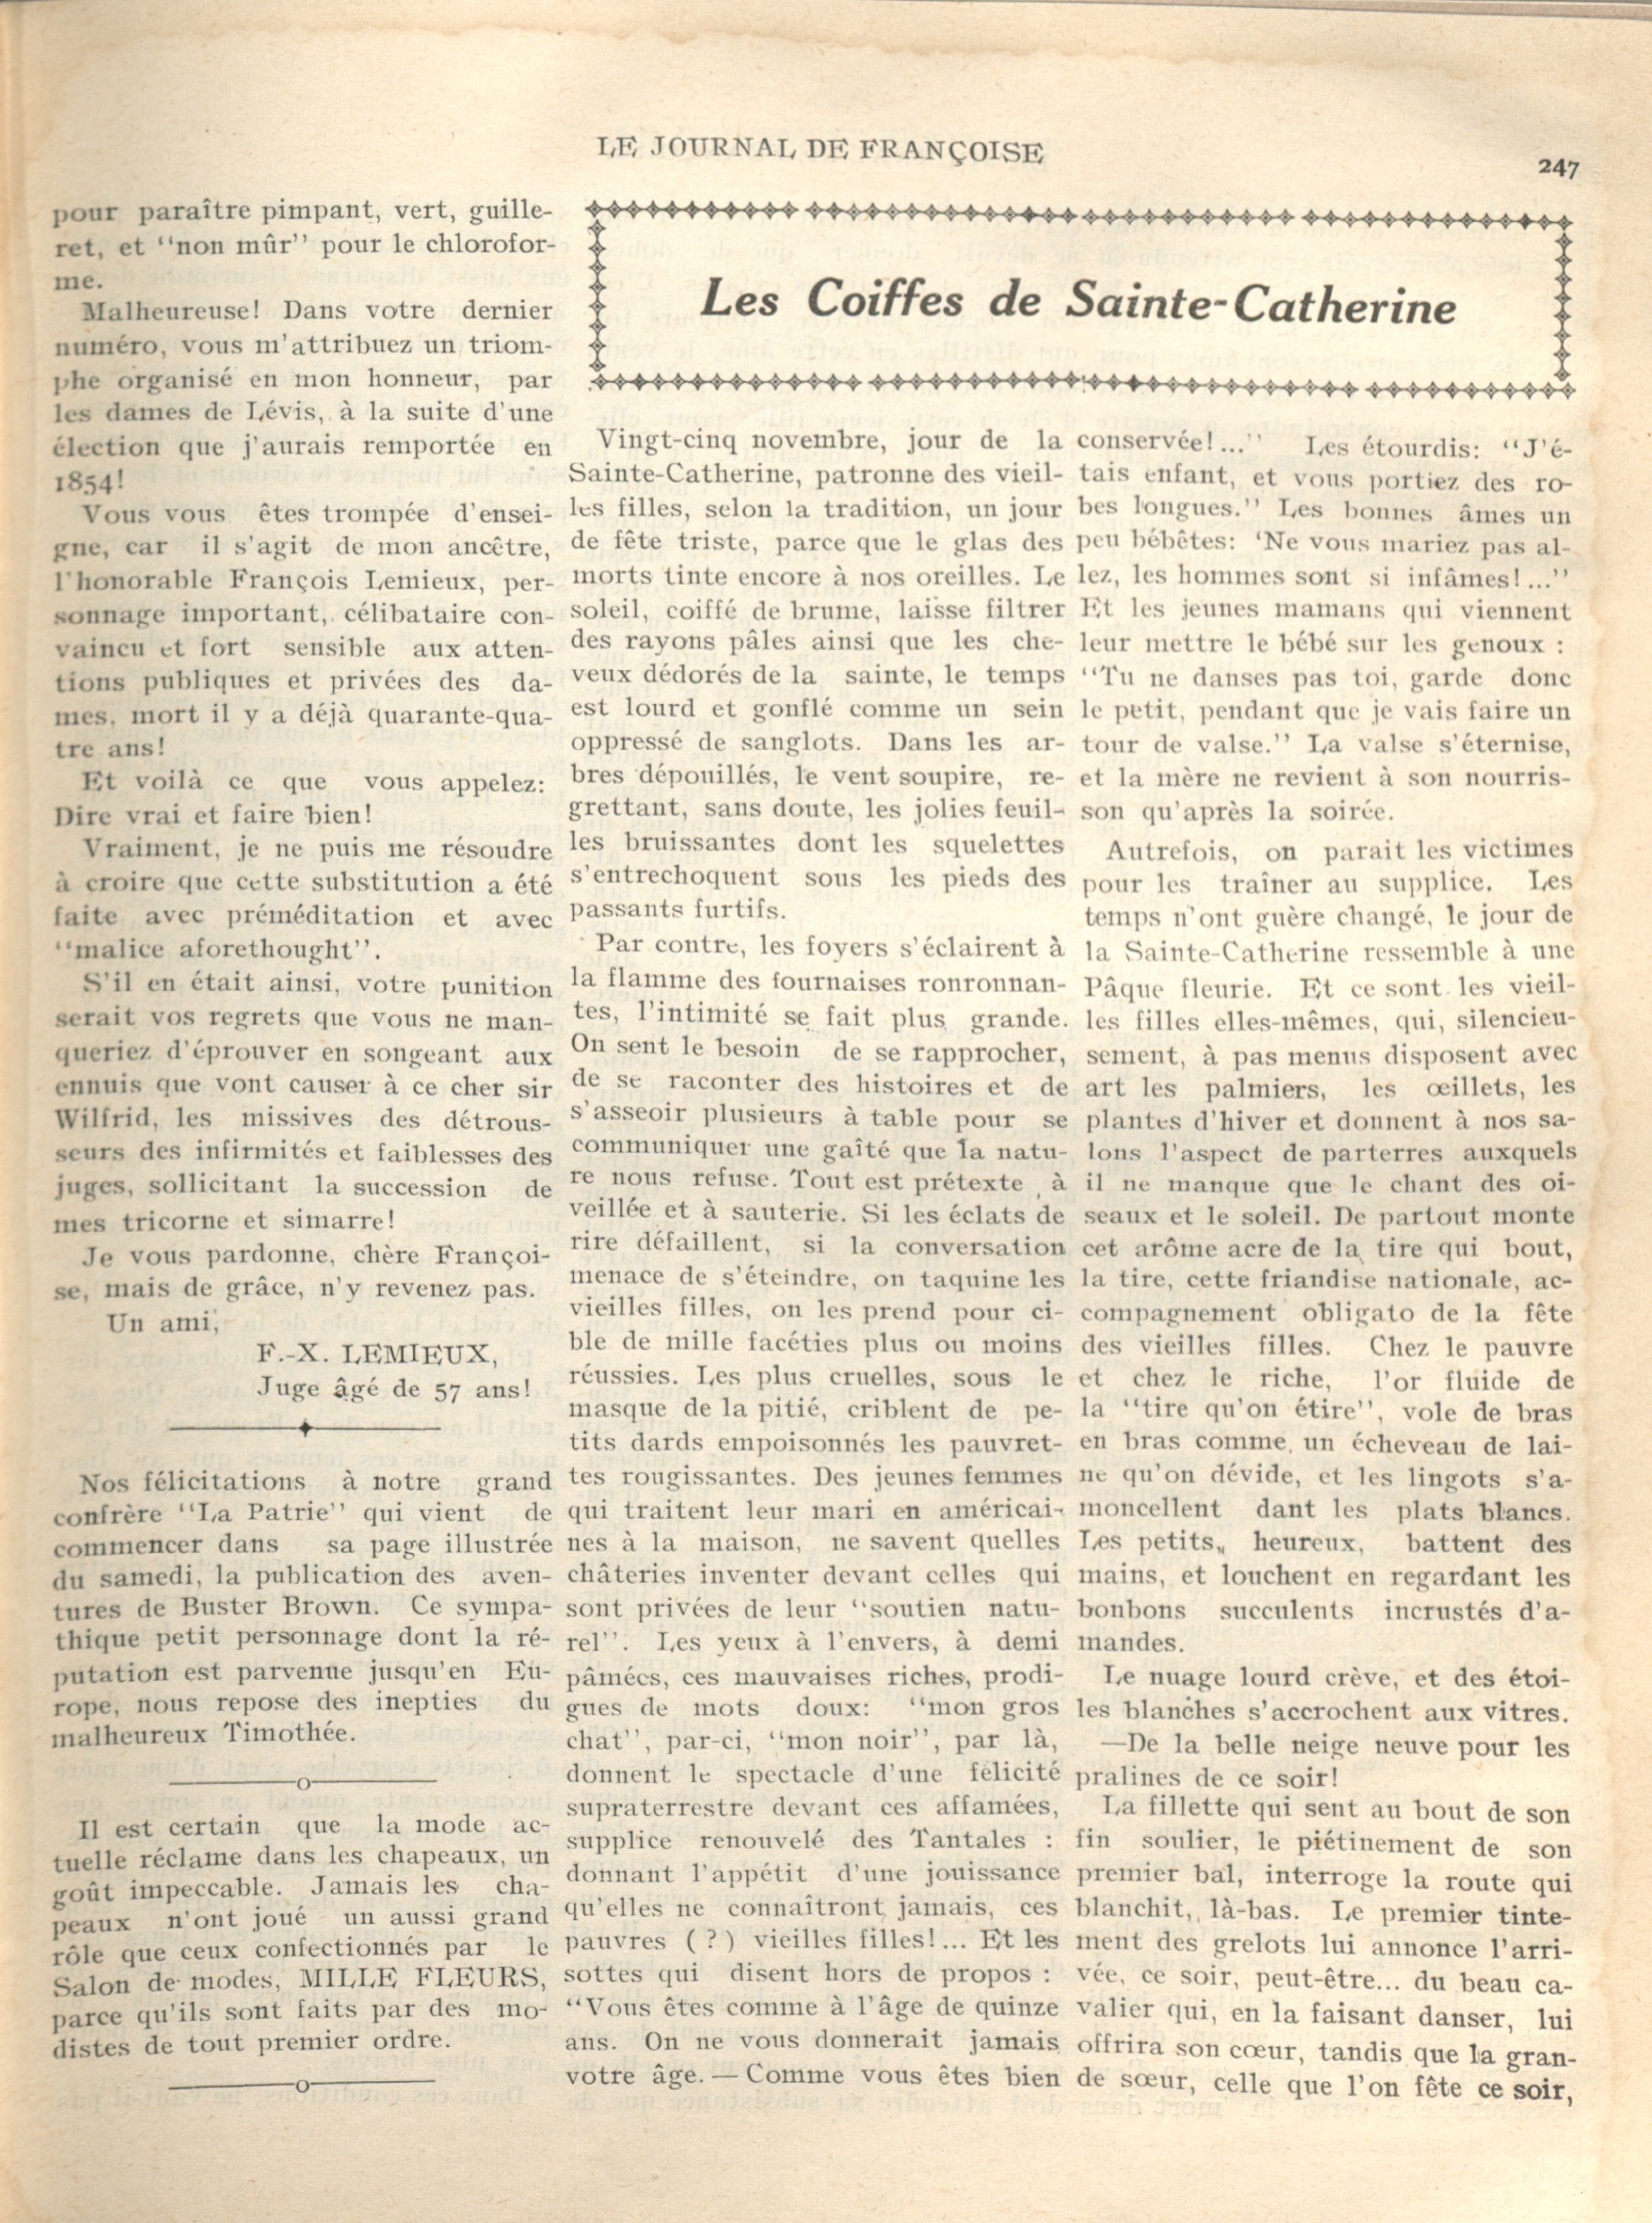 LE JOURNAL DE FRANÇOISE
247
pour paraître pimpant, vert, guille-
ret, et "non mûr" pour le chlorofor-
me.
Malheureuse! Dans votre dernier
numéro, vous m'attribuez un triom-
phe organisé en mon honneur, par
les dames de Lévis, à la suite d'une
élection que j'aurais remportée en
1854!
Vous vous êtes trompée d'ensei-
gne, car il s'agit de mon ancêtre,
l'honorable François Lemieux, per-
sonnage important, célibataire con-
vaincu et fort sensible aux atten-
tions publiques et privées des da-
mes, mort il y a déjà quarante-qua-
tre ans!
Et voilà ce que vous appelez:
Dire vrai et faire bien!
Vraiment, je ne puis me résoudre
à croire que cette substitution a été
faite avec préméditation et avec
"malice aforethought".
S'il en était ainsi, votre punition
serait vos regrets que vous ne man-
queriez d'éprouver en songeant aux
ennuis que vont causer à ce cher sir
Wilfrid, les missives des détrous-
seurs des infirmités et faiblesses des
juges, sollicitant la succession de
mes tricorne et simarre!
Je vous pardonne, chère Françoi-
se, mais de grâce, n'y revenez pas.
Un ami,
F.-X. LEMIEUX,
Juge âgé de 57 ans!
Nos félicitations à notre grand
confrère "La Patrie" qui vient de
commencer dans sa page illustrée
du samedi, la publication des aven-
tures de Buster Brown. Ce sympa-
thique petit personnage dont la ré-
putation est parvenue jusqu'en Eu-
rope, nous repose des inepties du
malheureux Timothée.
Il est certain que la mode ac-
tuelle réclame dans les chapeaux, un
goût impeccable. Jamais les cha-
peaux n'ont joué un aussi grand
rôle que ceux confectionnés par le
Salon de modes, MILLE FLEURS,
parce qu'ils sont faits par des mo-
distes de tout premier ordre.
Les Coiffes de Sainte-Catherine
Vingt-cinq novembre, jour de la
Sainte-Catherine, patronne des vieil-
les filles, selon la tradition, un jour
de fête triste, parce que le glas des
morts tinte encore à nos oreilles. Le
soleil, coiffé de brume, laisse filtrer
des rayons pâles ainsi que les che-
veux dédorés de la sainte, le temps
est lourd et gonflé comme un sein
oppressé de sanglots. Dans les ar-
bres dépouillés, le vent soupire, re-
grettant, sans doute, les jolies feuil-
les bruissantes dont les squelettes
s'entrechoquent sous les pieds des
passants furtifs.
Par contre, les foyers s'éclairent à
la flamme des fournaises ronronnan-
tes, l'intimité se fait plus grande.
On sent le besoin de se rapprocher,
de se raconter des histoires et de
s'asseoir plusieurs à table pour se
communiquer une gaîté que la natu-
re nous refuse. Tout est prétexte à
veillée et à sauterie. Si les éclats de
rire défaillent, si la conversation
menace de s'éteindre, on taquine les
vieilles filles, on les prend pour ci-
ble de mille facéties plus ou moins
réussies. Les plus cruelles, sous le
masque de la pitié, criblent de pe-
tits dards empoisonnés les pauvret-
tes rougissantes. Des jeunes femmes
qui traitent leur mari en américai-
nes à la maison, ne savent quelles
châteries inventer devant celles qui
sont privées de leur "soutien natu-
rel". Les yeux à l'envers, à demi
pâmées, ces mauvaises riches, prodi-
gues de mots doux: "mon gros
chat", par-ci, "mon noir", par là,
donnent le spectacle d'une félicité
supraterrestre devant ces affamées,
supplice renouvelé des Tantales :
donnant l'appétit d'une jouissance
qu'elles ne connaîtront jamais, ces
pauvres (?) vieilles filles!... Et les
sottes qui disent hors de propos :
"Vous êtes comme à l'âge de quinze
ans. On ne vous donnerait jamais
votre âge. — Comme vous êtes bien
conservée!..." Les étourdis: "J'é-
tais enfant, et vous portiez des ro-
bes longues." Les bonnes âmes un
peu bébêtes: 'Ne vous mariez pas al-
lez, les hommes sont si infâmes!..."
Et les jeunes mamans qui viennent
leur mettre le bébé sur les genoux :
"Tu ne danses pas toi, garde donc
le petit, pendant que je vais faire un
tour de valse." La valse s'éternise,
et la mère ne revient à son nourris-
son qu'après la soirée.
Autrefois, on parait les victimes
pour les traîner au supplice. Les
temps n'ont guère changé, le jour de
la Sainte-Catherine ressemble à une
Pâque fleurie. Et ce sont les vieil-
les filles elles-mêmes, qui, silencieu-
sement, à pas menus disposent avec
art les palmiers, les œillets, les
plantes d'hiver et donnent à nos sa-
lons l'aspect de parterres auxquels
il ne manque que le chant des oi-
seaux et le soleil. De partout monte
cet arôme acre de la tire qui bout,
la tire, cette friandise nationale, ac-
compagnement obligato de la fête
des vieilles filles. Chez le pauvre
et chez le riche, l'or fluide de
la "tire qu'on étire", vole de bras
en bras comme un écheveau de lai-
ne qu'on dévide, et les lingots s'a-
moncellent dant les plats blancs.
Les petits,, heureux, battent des
mains, et louchent en regardant les
bonbons succulents incrustés d'a-
mandes.
Le nuage lourd crève, et des étoi-
les blanches s'accrochent aux vitres.
—De la belle neige neuve pour les
pralines de ce soir!
La fillette qui sent au bout de son
fin soulier, le piétinement de son
premier bal, interroge la route qui
blanchit, là-bas. Le premier tinte-
ment des grelots lui annonce l'arri-
vée, ce soir, peut-être... du beau ca-
valier qui, en la faisant danser, lui
offrira son cœur, tandis que la gran-
de sœur, celle que l'on fête ce soir,